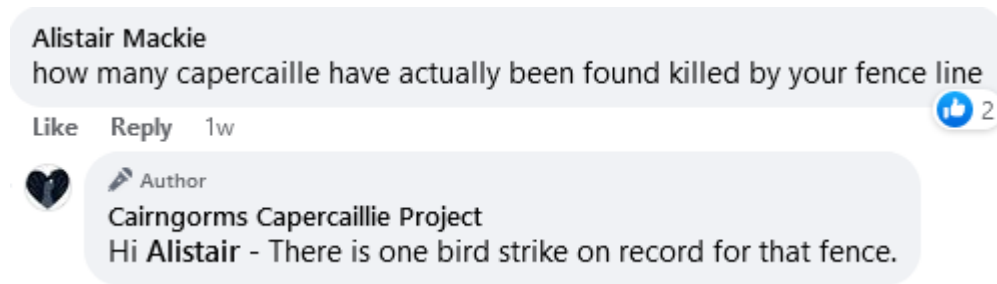 Alistair Mackie
how many capercaille have actually been found killed by your fence line
2
Like Reply 1w
Author
Cairngorms Capercaillie Project
Hi Alistair - There is one bird strike on record for that fence.